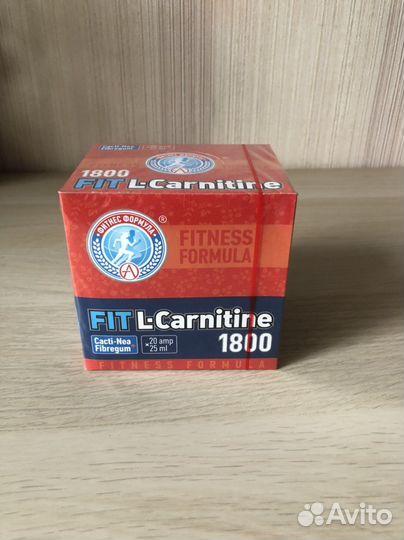 1800
FIT L-Carnitine
ФИТНЕС ФОРМУЛА
®
FITNESS
FORMULA
FIT L-Carnitine
Cacti-Nea
Fibregum
× 20 amp
25 ml
1800
FITNESS FORMULA
Avito